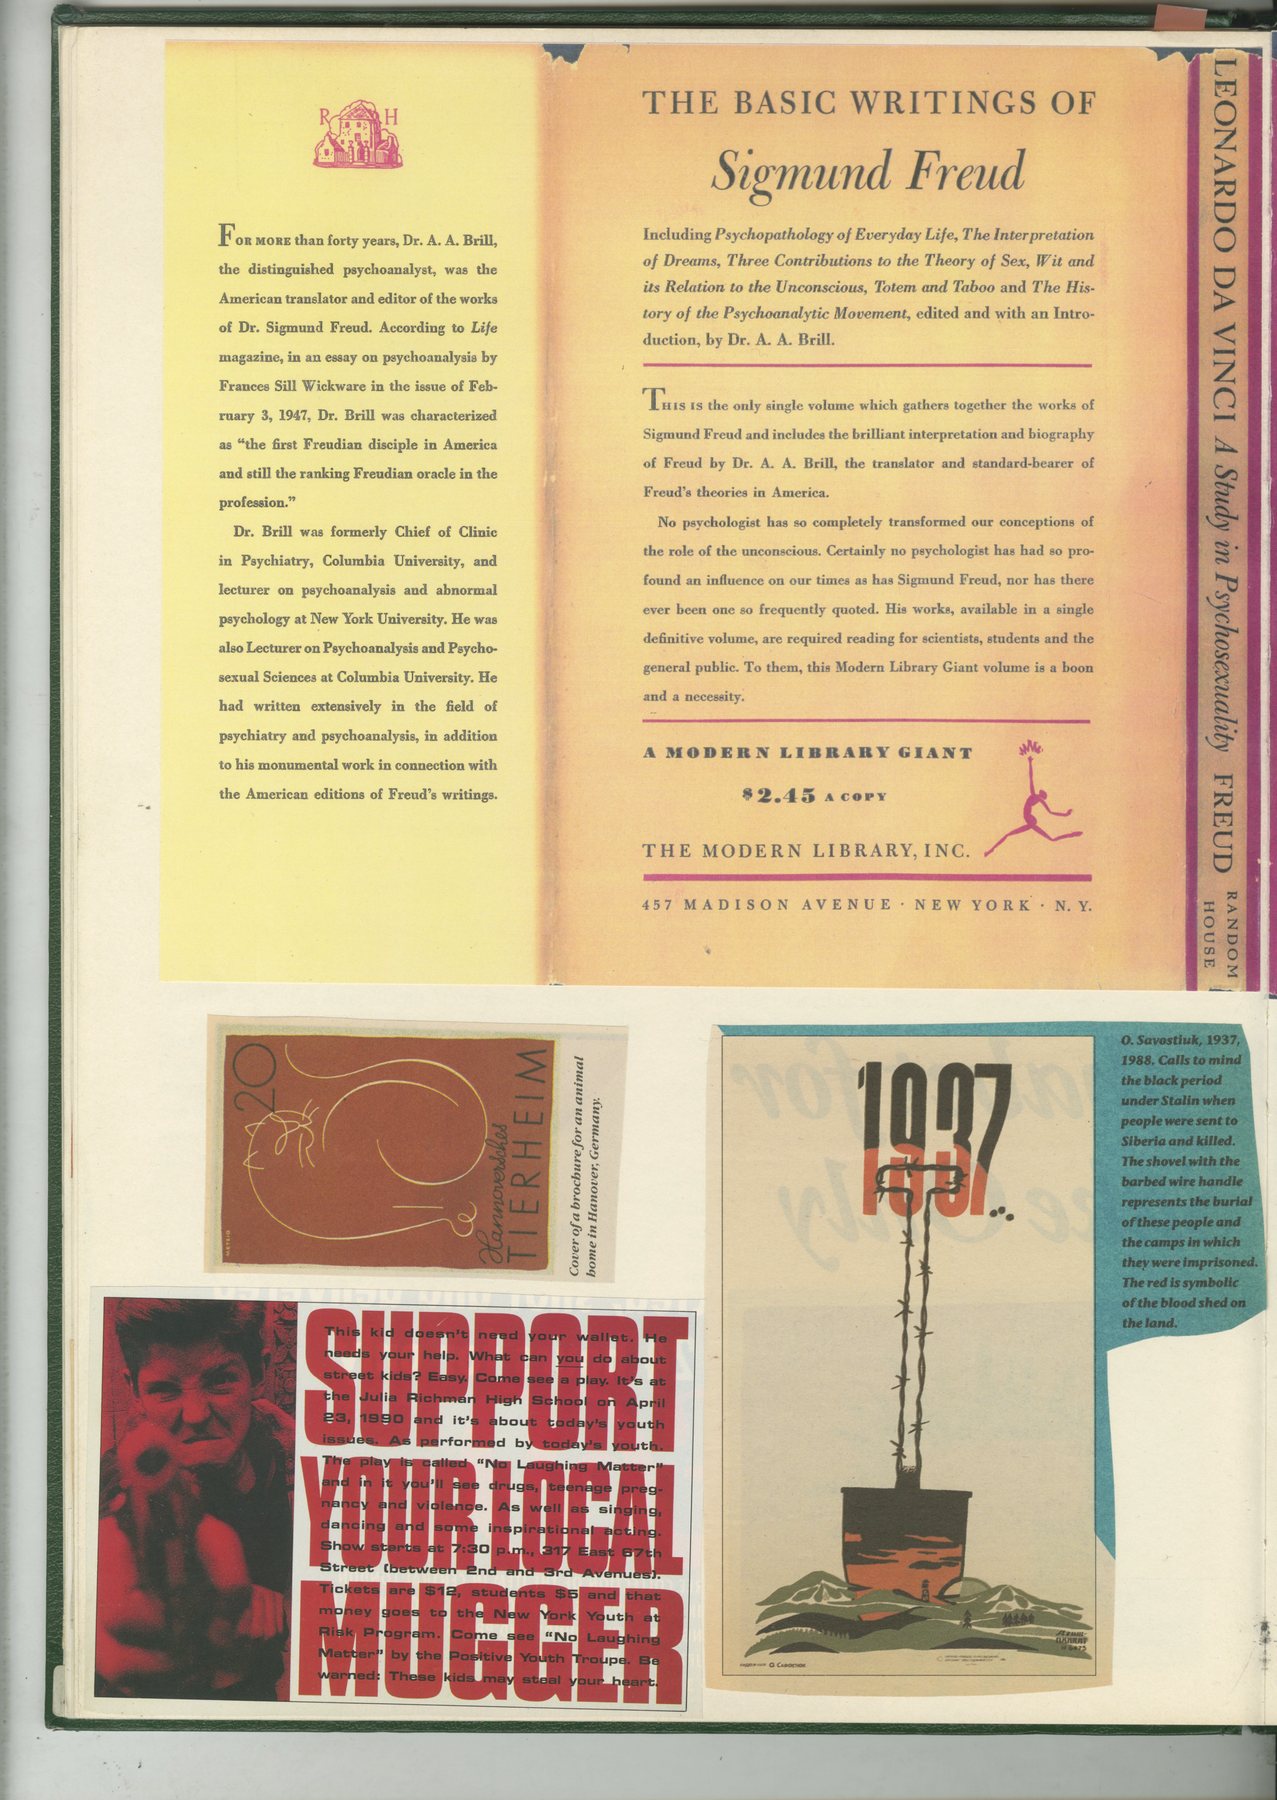 R H
FOR MORE than forty years, Dr. A. A. Brill,
the distinguished psychoanalyst, was the
American translator and editor of the works
of Dr. Sigmund Freud. According to Life
magazine, in an essay on psychoanalysis by
Frances Sill Wickware in the issue of Feb-
ruary 3, 1947, Dr. Brill was characterized
as “the first Freudian disciple in America
and still the ranking Freudian oracle in the
profession.”
Dr. Brill was formerly Chief of Clinic
in Psychiatry, Columbia University, and
lecturer on psychoanalysis and abnormal
psychology at New York University. He was
also Lecturer on Psychoanalysis and Psycho-
sexual Sciences at Columbia University. He
had written extensively in the field of
psychiatry and psychoanalysis, in addition
to his monumental work in connection with
the American editions of Freud's writings.
THE BASIC WRITINGS OF
Sigmund Freud
Including Psychopathology of Everyday Life, The Interpretation
of Dreams, Three Contributions to the Theory of Sex, Wit and
its Relation to the Unconscious, Totem and Taboo and The His-
tory of the Psychoanalytic Movement, edited and with an Intro-
duction, by Dr. A. A. Brill.
THIS IS the only single volume which gathers together the works of
Sigmund Freud and includes the brilliant interpretation and biography
of Freud by Dr. A. A. Brill, the translator and standard-bearer of
Freud's theories in America.
No psychologist has so completely transformed our conceptions of
the role of the unconscious. Certainly no psychologist has had so pro-
found an influence on our times as has Sigmund Freud, nor has there
ever been one so frequently quoted. His works, available in a single
definitive volume, are required reading for scientists, students and the
general public. To them, this Modern Library Giant volume is a boon
and a necessity.
A MODERN LIBRARY GIANT
$2.45 A COPY
THE MODERN LIBRARY, INC.
457 MADISON AVENUE · NEW YORK · N. Y.
LEONARDO DA VINCI A Study in Psychosexuality FREUD RANDOM
HOUSE
20
Hannoversches
TIERHEIM
Cover of a brochure for an animal
home in Hanover, Germany.
1937...
O. Savostiuk, 1937,
1988. Calls to mind
the black period
under Stalin when
people were sent to
Siberia and killed.
The shovel with the
barbed wire handle
represents the burial
of these people and
the camps in which
they were imprisoned.
The red is symbolic
of the blood shed on
the land.
SUPPORT
YOUR LOCAL
MUGGER
This kid doesn't need your wallet. He
needs your help. What can you do about
street kids? Easy. Come see a play. It's at
the Julia Richman High School on April
23, 1990 and it's about today's youth
issues. As performed by today's youth.
The play is called “No Laughing Matter”
and in it you'll see drugs, teenage preg-
nancy and violence. As well as singing,
dancing and some inspirational acting.
Show starts at 7:30 p.m., 317 East 67th
Street (between 2nd and 3rd Avenues).
Tickets are $12, students $5 and that
money goes to the New York Youth at
Risk Program. Come see “No Laughing
Matter” by the Positive Youth Troupe. Be
warned: These kids may steal your heart.